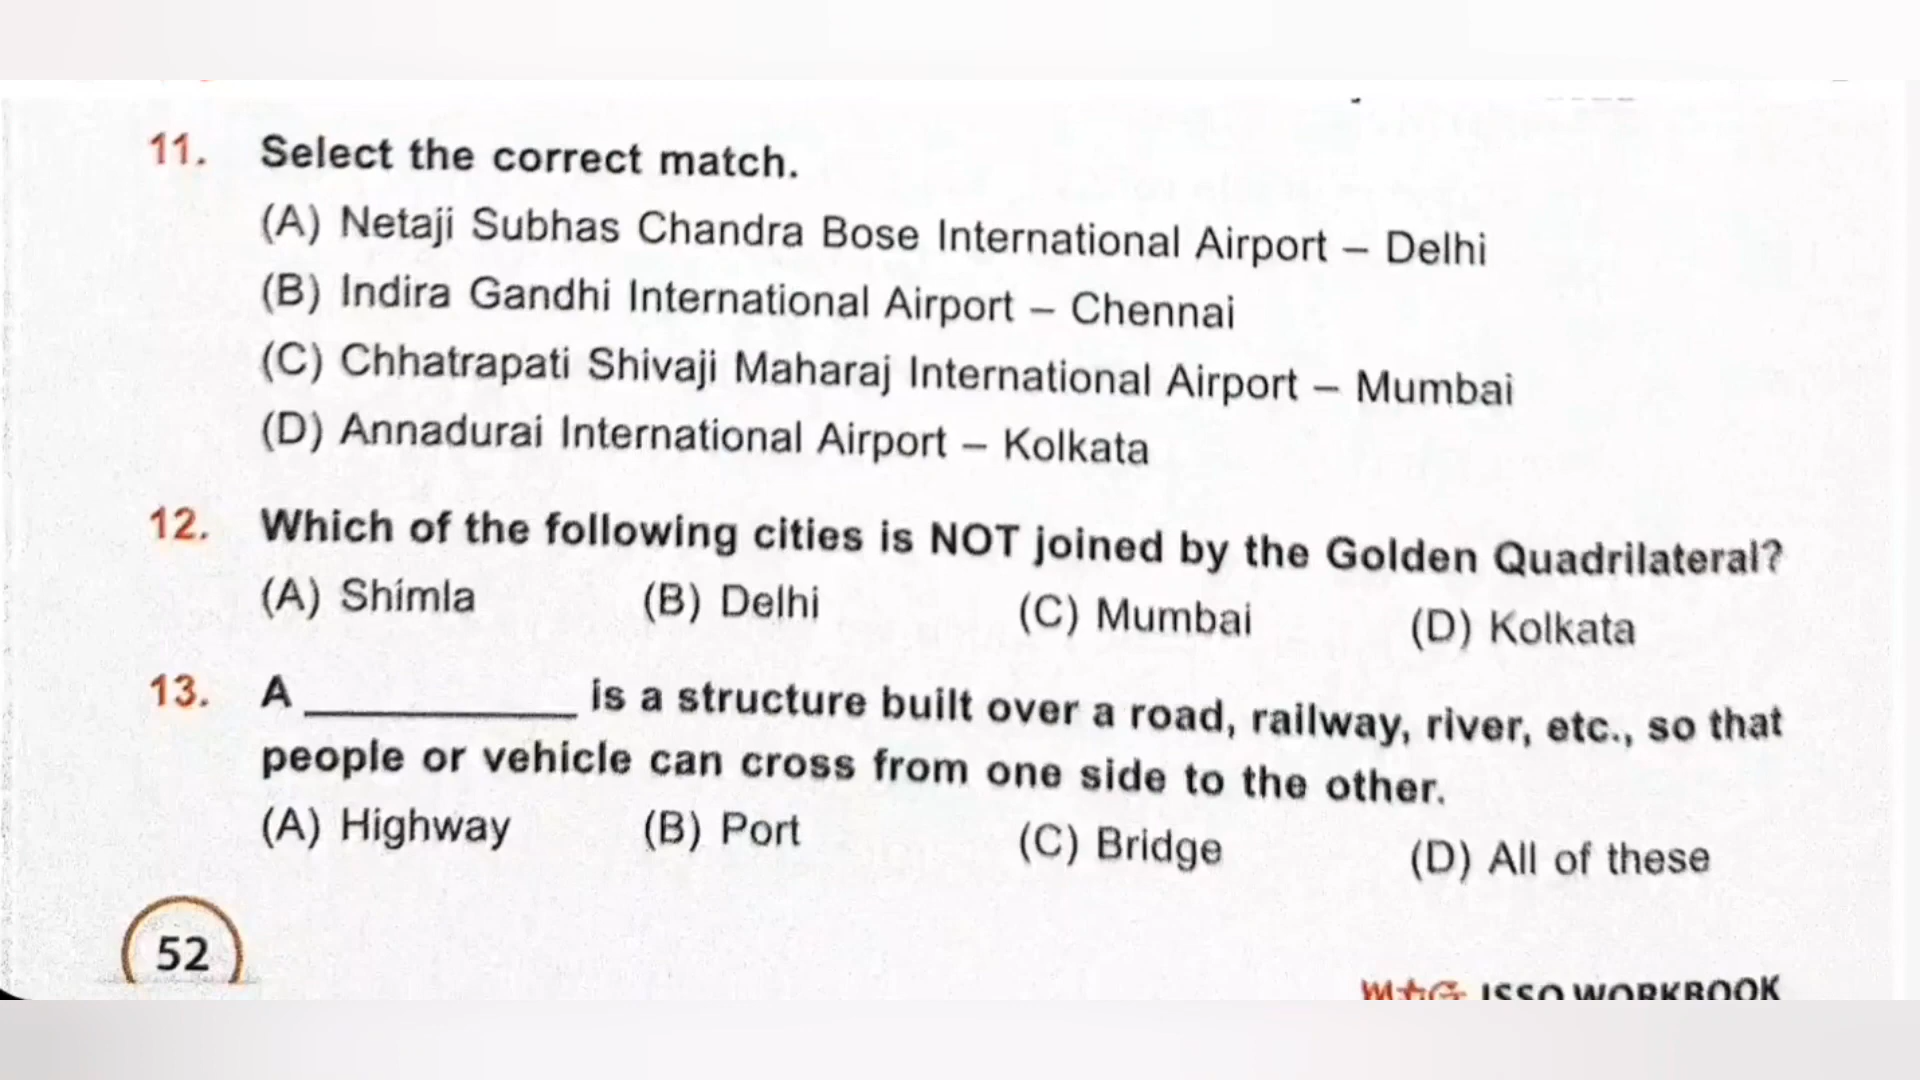 11. Select the correct match.
(A) Netaji Subhas Chandra Bose International Airport – Delhi
(B) Indira Gandhi International Airport – Chennai
(C) Chhatrapati Shivaji Maharaj International Airport – Mumbai
(D) Annadurai International Airport – Kolkata
12. Which of the following cities is NOT joined by the Golden Quadrilateral?
(A) Shimla (B) Delhi (C) Mumbai (D) Kolkata
13. A ____________ is a structure built over a road, railway, river, etc., so that
people or vehicle can cross from one side to the other.
(A) Highway (B) Port (C) Bridge (D) All of these
52
ISSO WORKBOOK